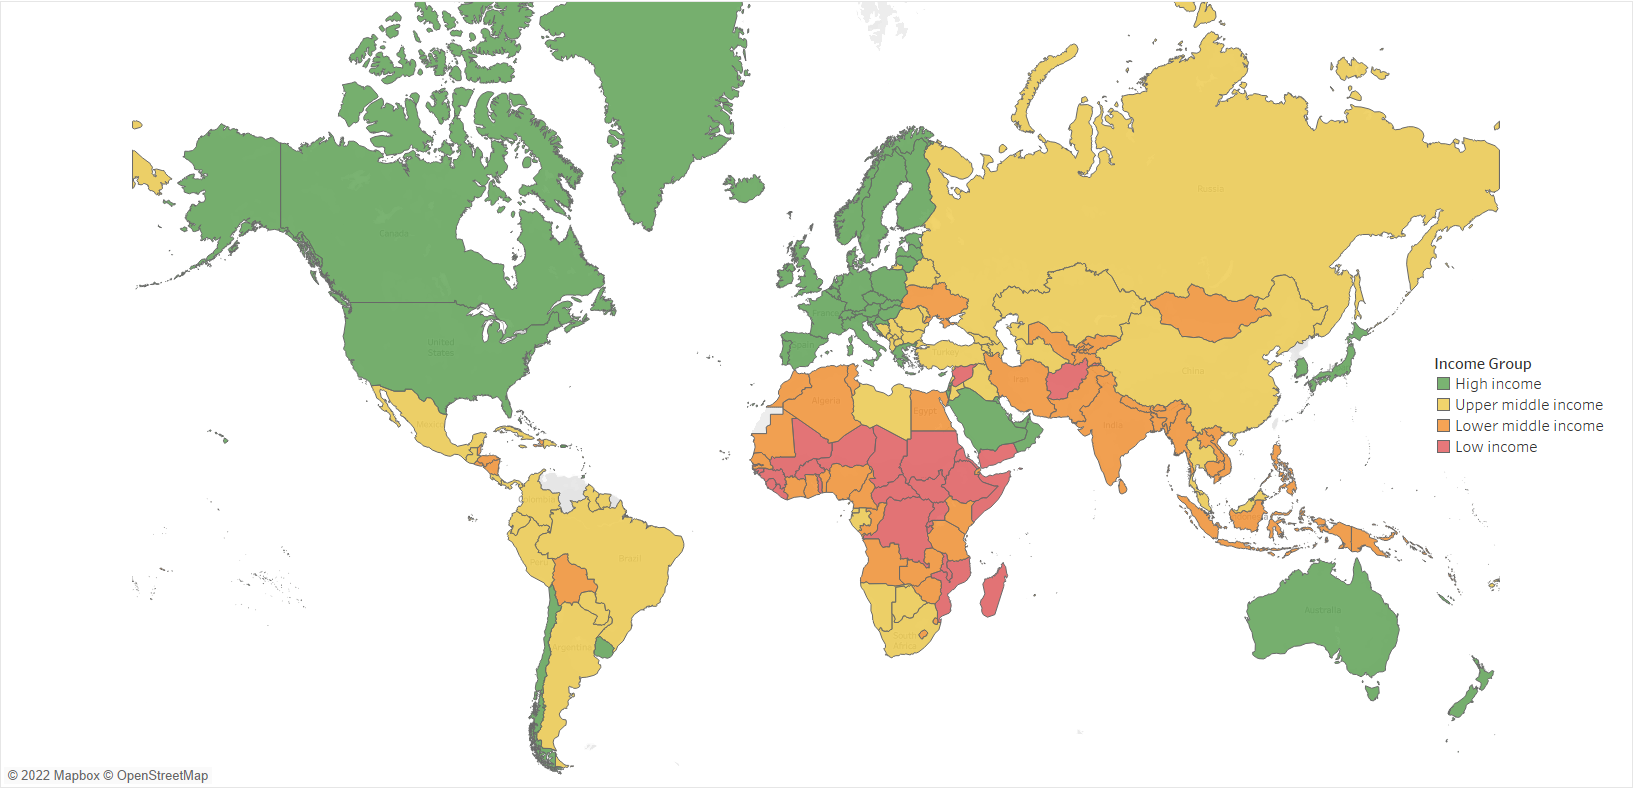 Russia
Canada
France
United
States
Turkey
China
Iran
Algeria
Egypt
India
Mexico
Brazil
Peru
Australia
South
Africa
Argentina
Income Group
High income
Upper middle income
Lower middle income
Low income
© 2022 Mapbox © OpenStreetMap